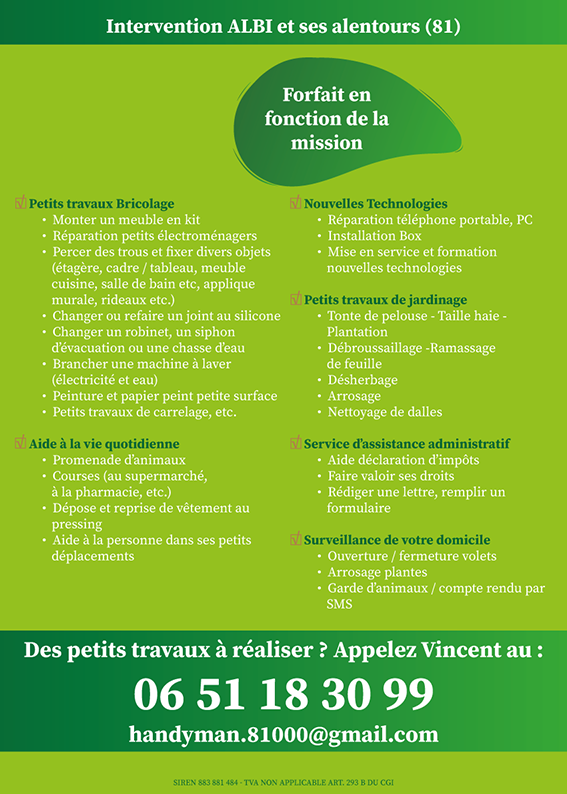 Intervention ALBI et ses alentours (81)
Forfait en
fonction de la
mission
Petits travaux Bricolage
• Monter un meuble en kit
• Réparation petits électroménagers
• Percer des trous et fixer divers objets
(étagère, cadre / tableau, meuble
cuisine, salle de bain etc, applique
murale, rideaux etc.)
• Changer ou refaire un joint au silicone
• Changer un robinet, un siphon
d’évacuation ou une chasse d’eau
• Brancher une machine à laver
(électricité et eau)
• Peinture et papier peint petite surface
• Petits travaux de carrelage, etc.
Aide à la vie quotidienne
• Promenade d’animaux
• Courses (au supermarché,
à la pharmacie, etc.)
• Dépose et reprise de vêtement au
pressing
• Aide à la personne dans ses petits
déplacements
Nouvelles Technologies
• Réparation téléphone portable, PC
• Installation Box
• Mise en service et formation
nouvelles technologies
Petits travaux de jardinage
• Tonte de pelouse - Taille haie -
Plantation
• Débroussaillage -Ramassage
de feuille
• Désherbage
• Arrosage
• Nettoyage de dalles
Service d’assistance administratif
• Aide déclaration d’impôts
• Faire valoir ses droits
• Rédiger une lettre, remplir un
formulaire
Surveillance de votre domicile
• Ouverture / fermeture volets
• Arrosage plantes
• Garde d’animaux / compte rendu par
SMS
Des petits travaux à réaliser ? Appelez Vincent au :
06 51 18 30 99
handyman.81000@gmail.com
SIREN 883 881 484 - TVA NON APPLICABLE ART. 293 B DU CGI